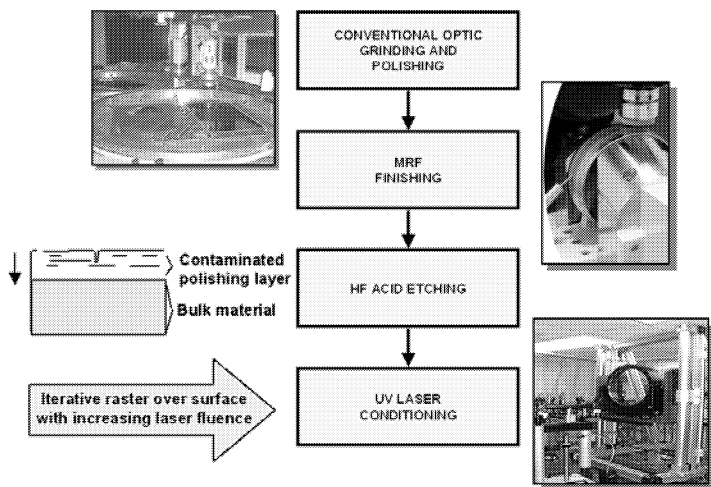 CONVENTIONAL OPTIC
GRINDING AND
POLISHING
MRF
FINISHING
Contaminated
polishing layer
Bulk material
HF ACID ETCHING
Iterative raster over surface
with increasing laser fluence
UV LASER
CONDITIONING